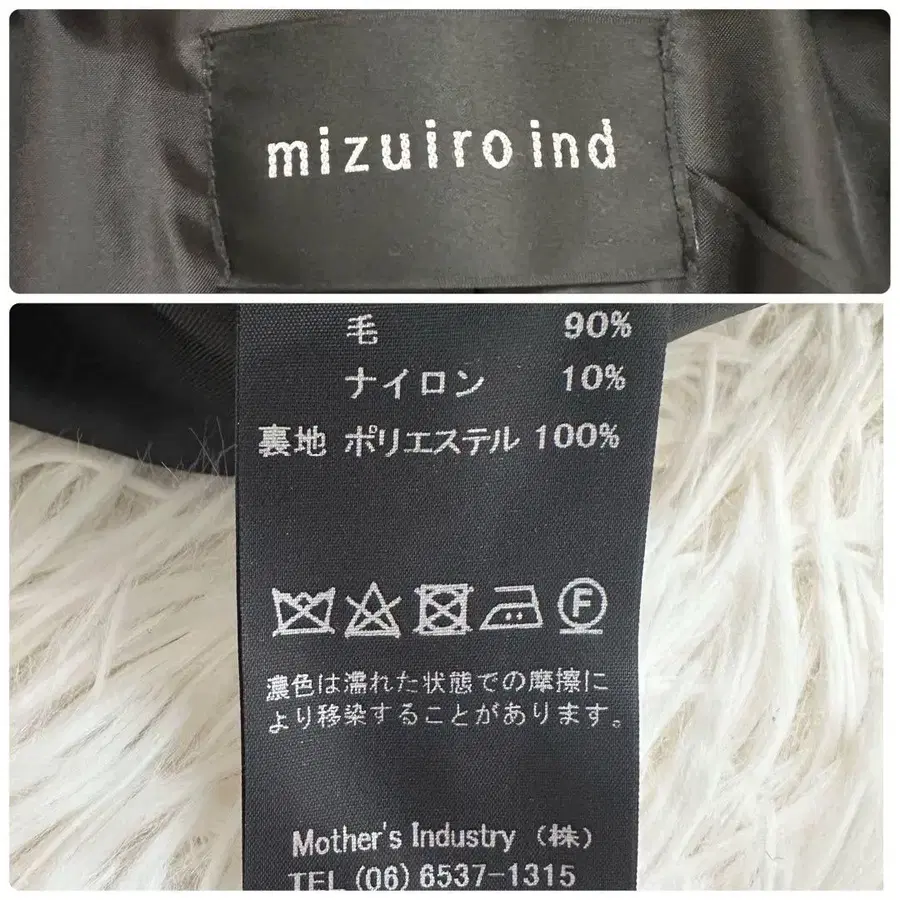 mizuiro ind
毛 90%
ナイロン 10%
裏地 ポリエステル 100%
F
濃色は濡れた状態での摩擦に
より移染することがあります。
Mother's Industry (株)
TEL (06) 6537-1315